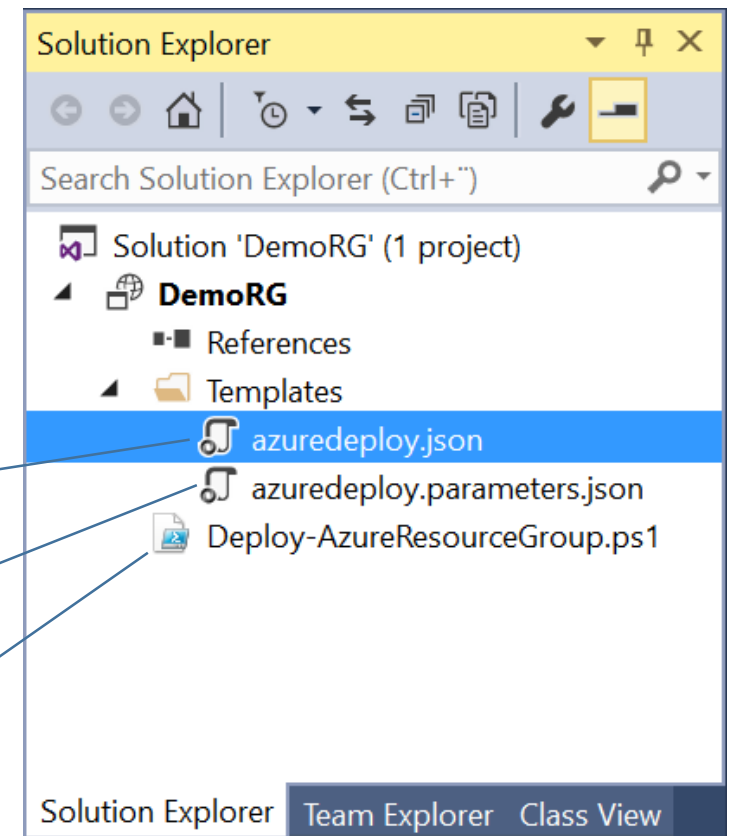 Solution Explorer
Search Solution Explorer (Ctrl+¨)
Solution 'DemoRG' (1 project)
DemoRG
References
Templates
azuredeploy.json
azuredeploy.parameters.json
Deploy-AzureResourceGroup.ps1
Solution Explorer Team Explorer Class View